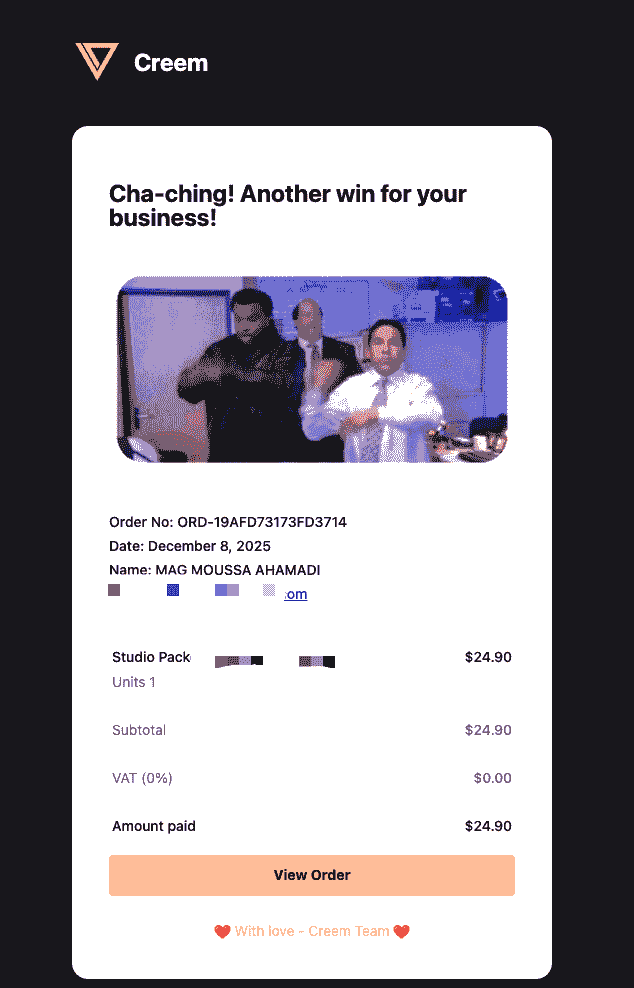 Creem
Cha-ching! Another win for your
business!
Order No: ORD-19AFD73173FD3714
Date: December 8, 2025
Name: MAG MOUSSA AHAMADI
.com
Studio Pack $24.90
Units 1
Subtotal $24.90
VAT (0%) $0.00
Amount paid $24.90
View Order
❤️ With love - Creem Team ❤️